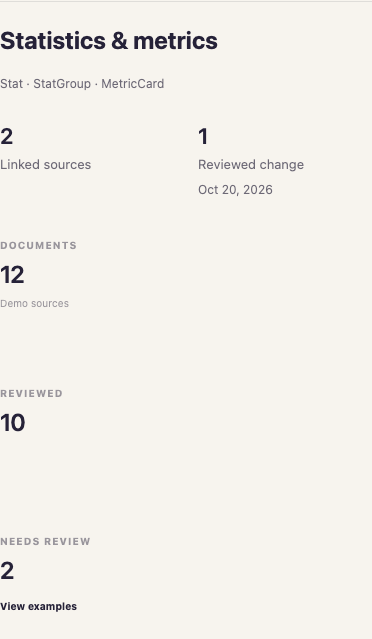 Statistics & metrics
Stat · StatGroup · MetricCard
2
Linked sources
1
Reviewed change
Oct 20, 2026
DOCUMENTS
12
Demo sources
REVIEWED
10
NEEDS REVIEW
2
View examples